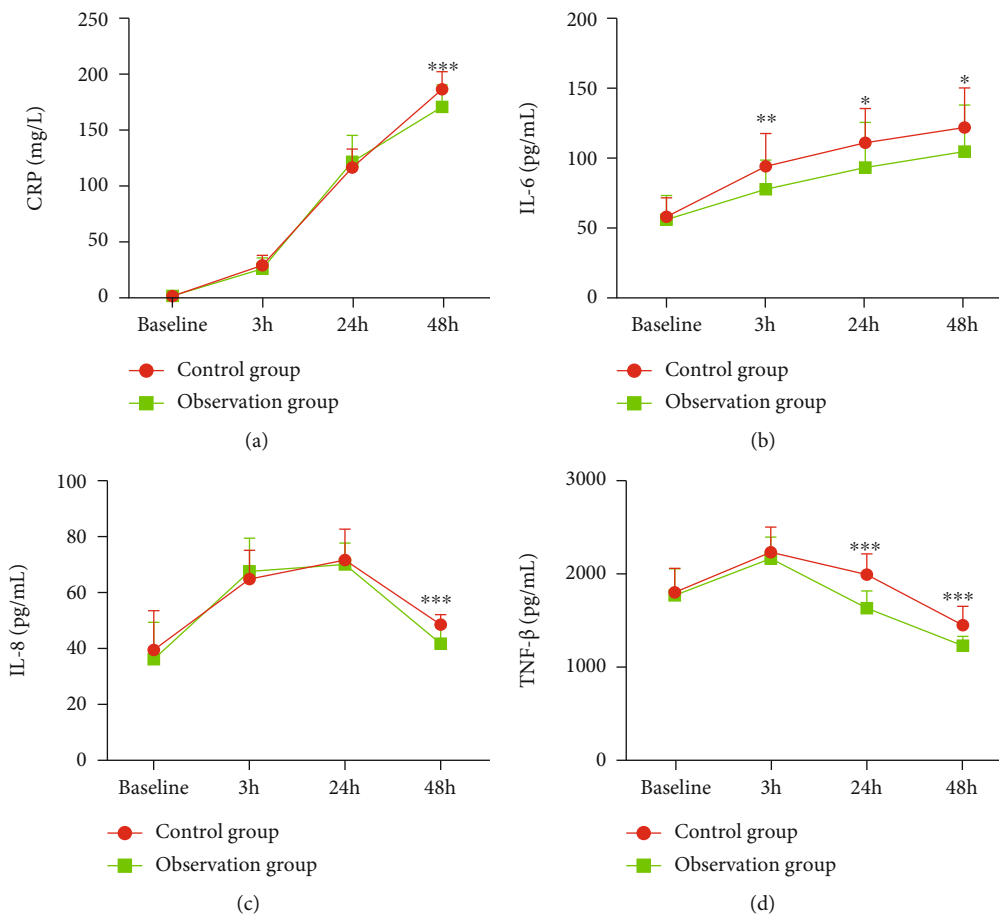 250
200
150
100
50
0
CRP (mg/L)
***
Baseline 3h 24h 48h
Control group
Observation group
(a)
200
150
100
50
0
IL-6 (pg/mL)
**
*
*
Baseline 3h 24h 48h
Control group
Observation group
(b)
100
80
60
40
20
0
IL-8 (pg/mL)
***
Baseline 3h 24h 48h
Control group
Observation group
(c)
3000
2000
1000
0
TNF-β (pg/mL)
***
***
Baseline 3h 24h 48h
Control group
Observation group
(d)